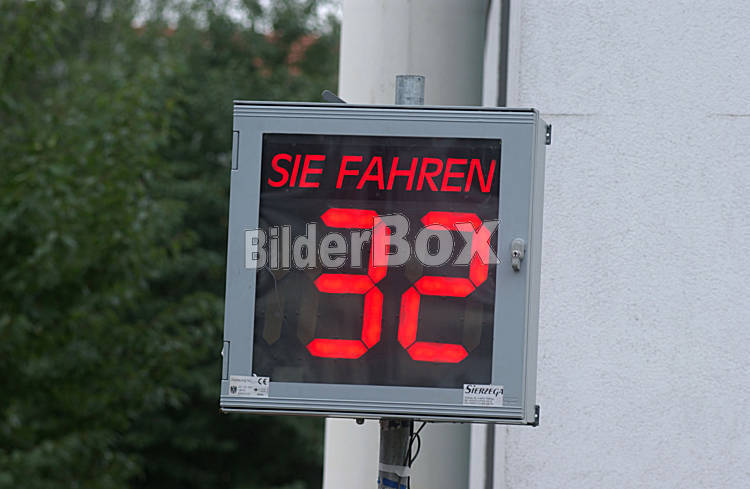 SIE FAHREN
32
BilderBox
SIERZEGA